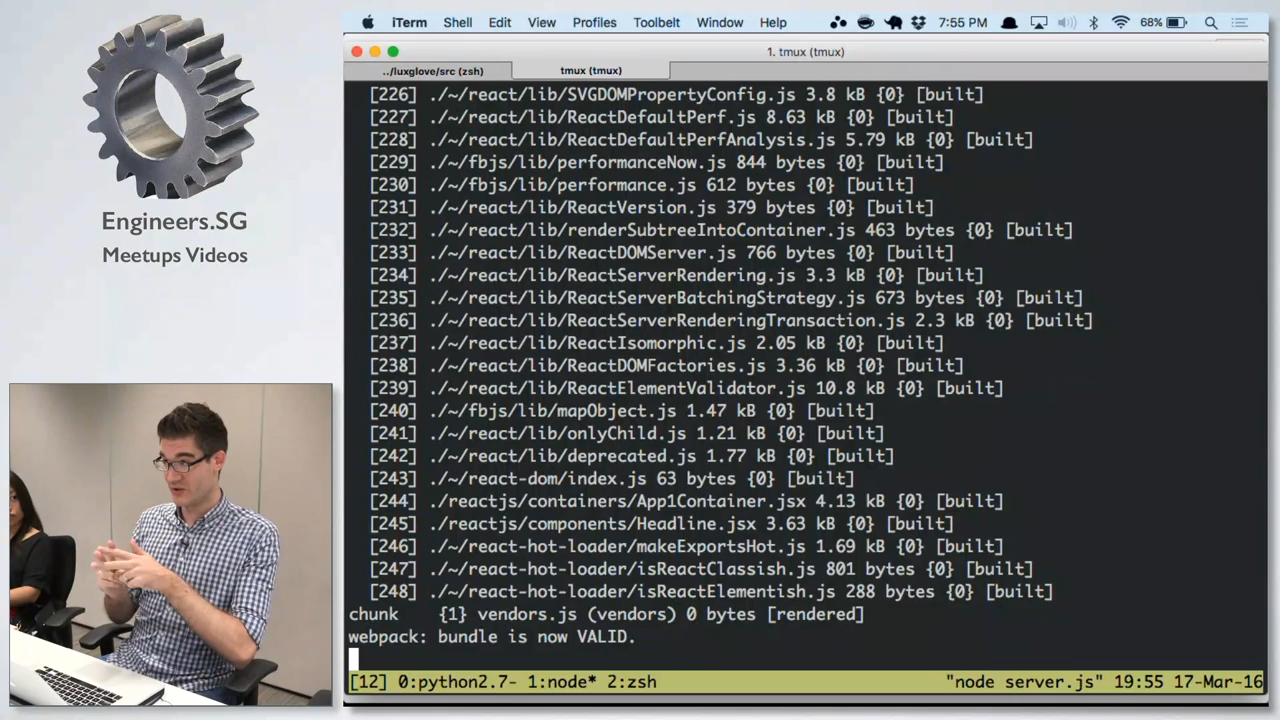 Engineers.SG
Meetups Videos
iTerm Shell Edit View Profiles Toolbelt Window Help 7:55 PM 68%
1. tmux (tmux)
../luxglove/src (zsh) tmux (tmux)
[226] ./~/react/lib/SVGDOMPropertyConfig.js 3.8 kB {0} [built]
[227] ./~/react/lib/ReactDefaultPerf.js 8.63 kB {0} [built]
[228] ./~/react/lib/ReactDefaultPerfAnalysis.js 5.79 kB {0} [built]
[229] ./~/fbjs/lib/performanceNow.js 844 bytes {0} [built]
[230] ./~/fbjs/lib/performance.js 612 bytes {0} [built]
[231] ./~/react/lib/ReactVersion.js 379 bytes {0} [built]
[232] ./~/react/lib/renderSubtreeIntoContainer.js 463 bytes {0} [built]
[233] ./~/react/lib/ReactDOMServer.js 766 bytes {0} [built]
[234] ./~/react/lib/ReactServerRendering.js 3.3 kB {0} [built]
[235] ./~/react/lib/ReactServerBatchingStrategy.js 673 bytes {0} [built]
[236] ./~/react/lib/ReactServerRenderingTransaction.js 2.3 kB {0} [built]
[237] ./~/react/lib/ReactIsomorphic.js 2.05 kB {0} [built]
[238] ./~/react/lib/ReactDOMFactories.js 3.36 kB {0} [built]
[239] ./~/react/lib/ReactElementValidator.js 10.8 kB {0} [built]
[240] ./~/fbjs/lib/mapObject.js 1.47 kB {0} [built]
[241] ./~/react/lib/onlyChild.js 1.21 kB {0} [built]
[242] ./~/react/lib/deprecated.js 1.77 kB {0} [built]
[243] ./~/react-dom/index.js 63 bytes {0} [built]
[244] ./reactjs/containers/App1Container.jsx 4.13 kB {0} [built]
[245] ./reactjs/components/Headline.jsx 3.63 kB {0} [built]
[246] ./~/react-hot-loader/makeExportsHot.js 1.69 kB {0} [built]
[247] ./~/react-hot-loader/isReactClassish.js 801 bytes {0} [built]
[248] ./~/react-hot-loader/isReactElementish.js 288 bytes {0} [built]
chunk {1} vendors.js (vendors) 0 bytes [rendered]
webpack: bundle is now VALID.
[12] 0:python2.7- 1:node* 2:zsh "node server.js" 19:55 17-Mar-16